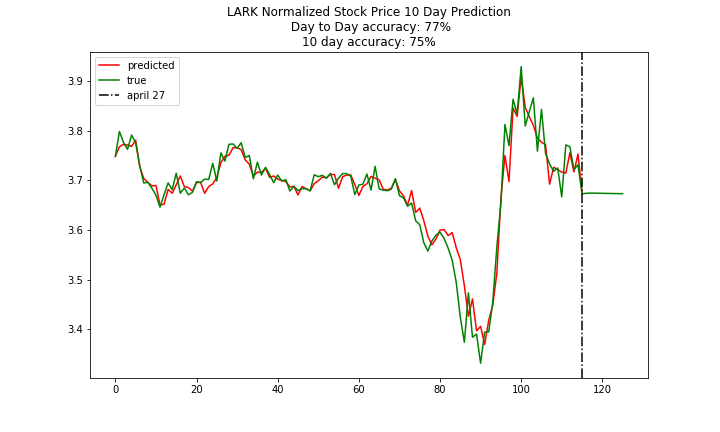 LARK Normalized Stock Price 10 Day Prediction
Day to Day accuracy: 77%
10 day accuracy: 75%
predicted
true
april 27
3.9
3.8
3.7
3.6
3.5
3.4
0 20 40 60 80 100 120